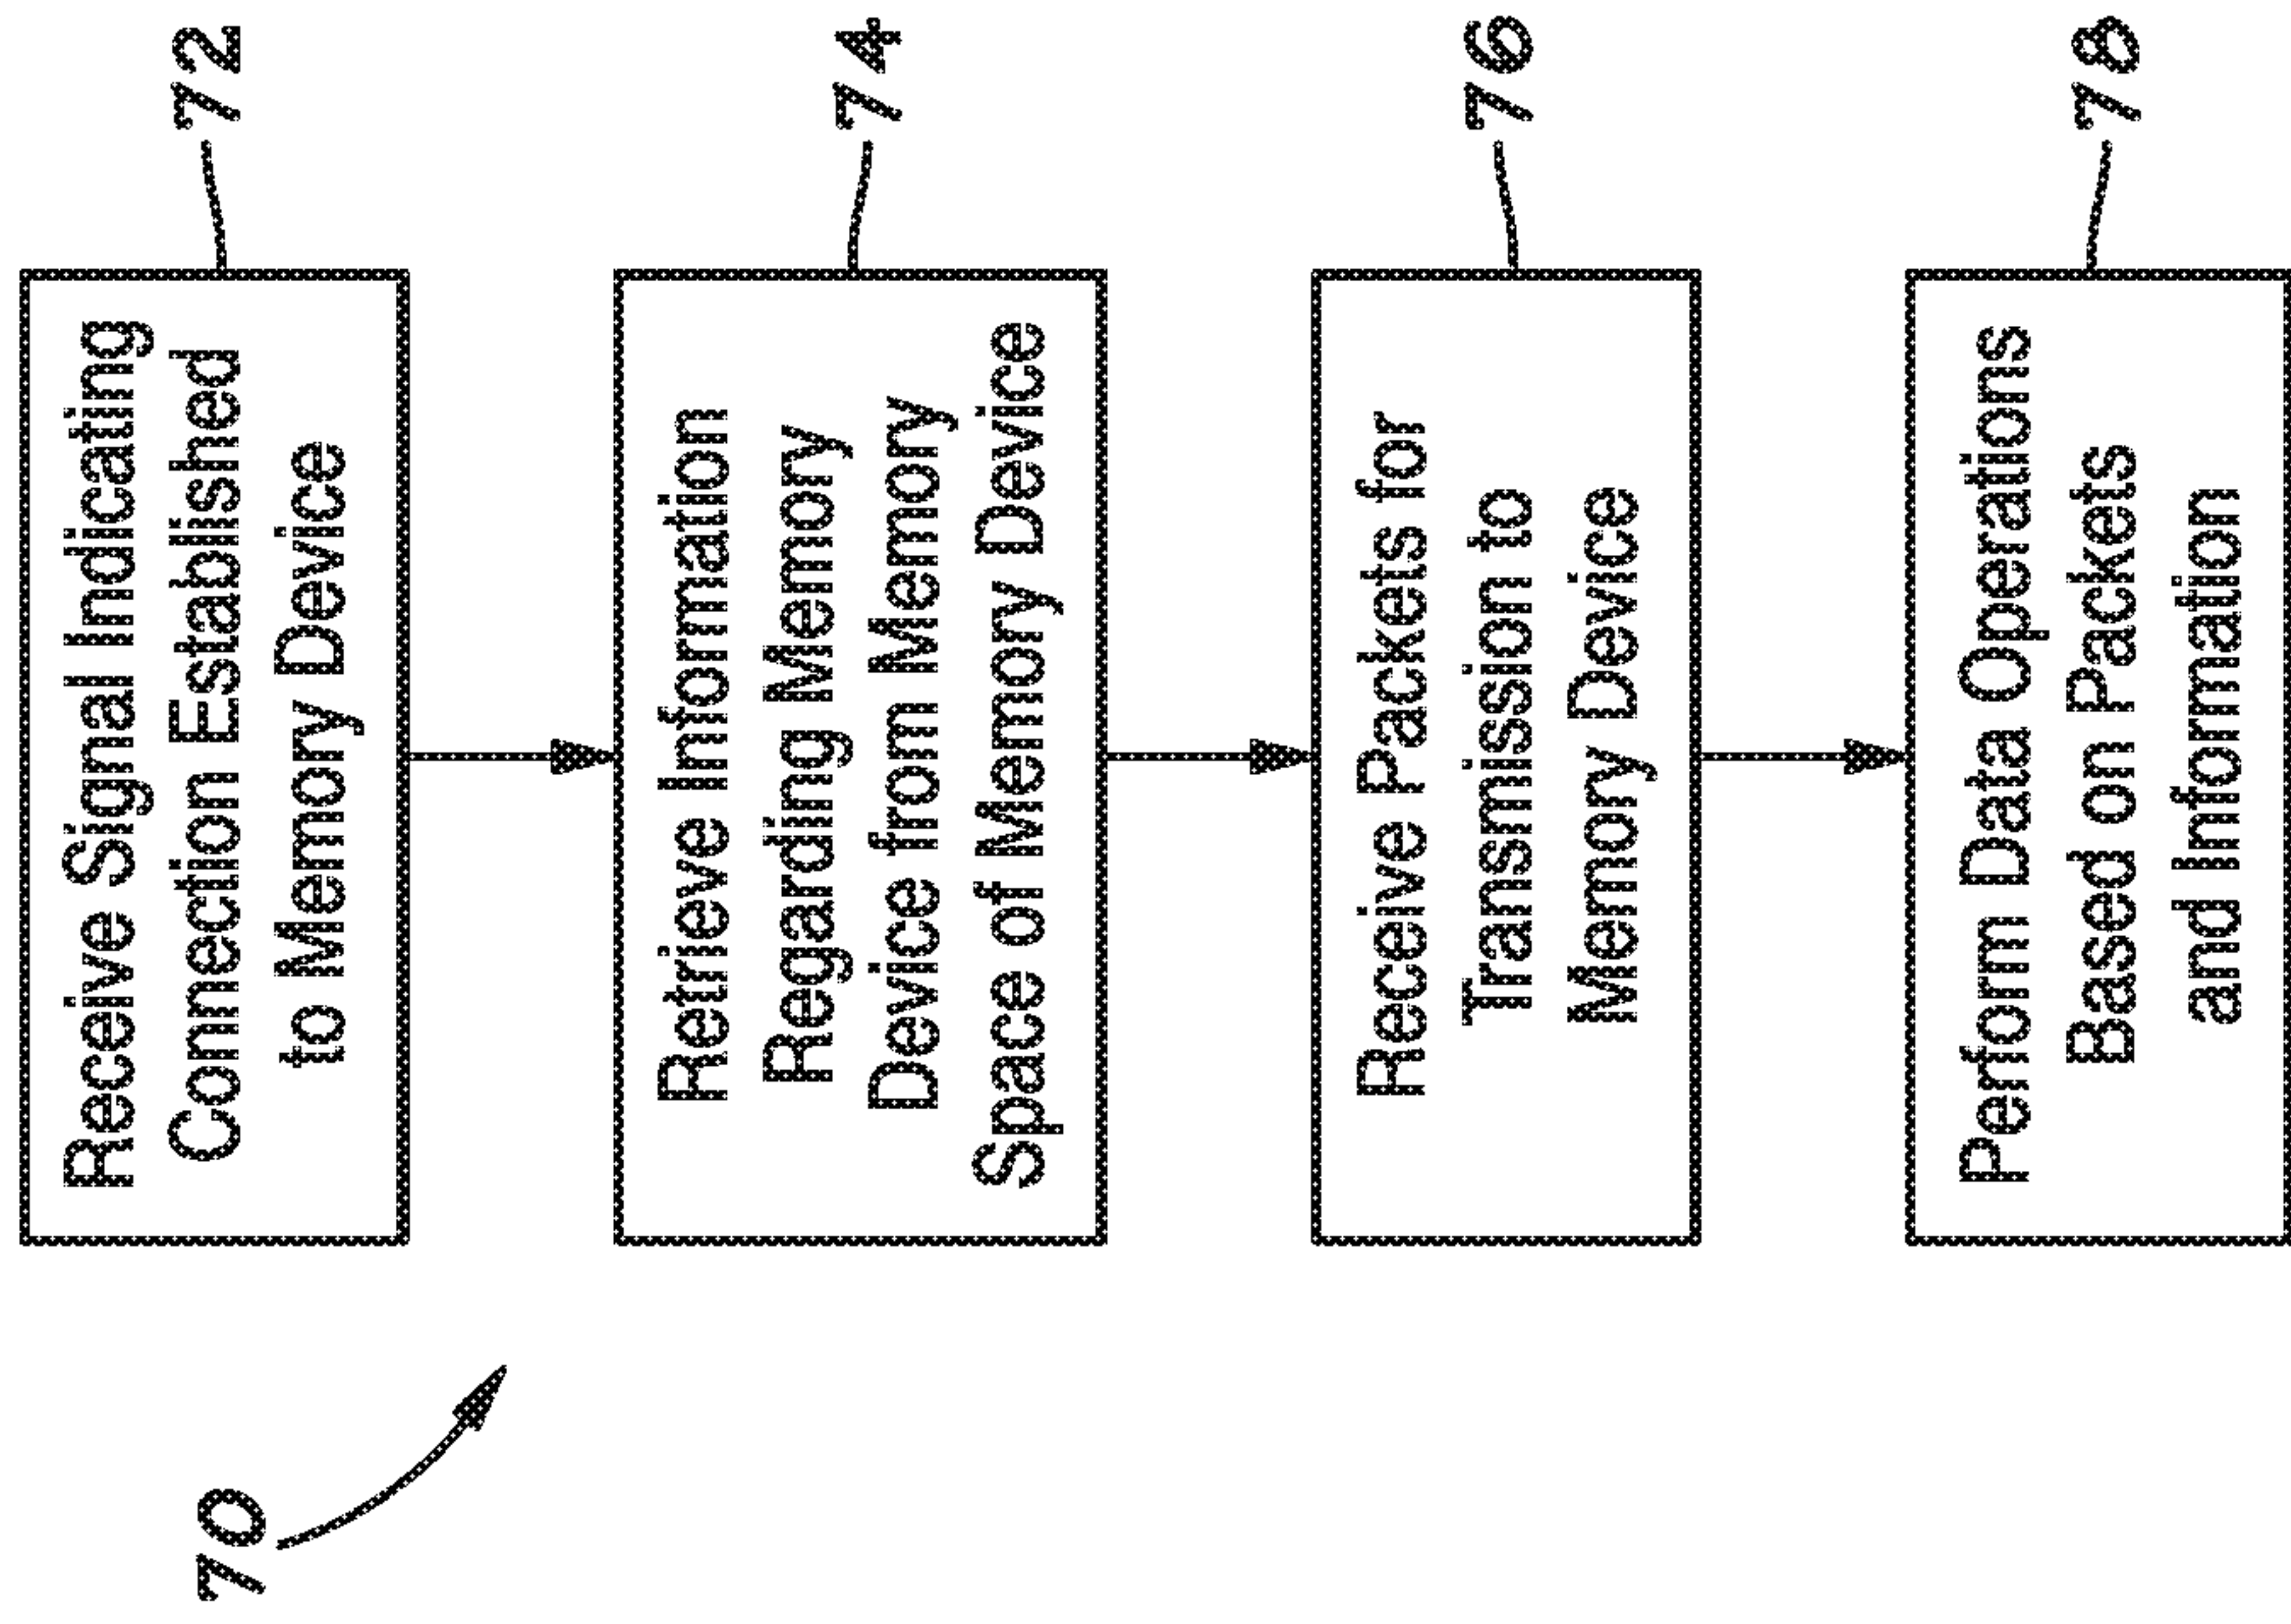 70
Receive Signal Indicating
Connection Established
to Memory Device
72
Retrieve Information
Regarding Memory
Device from Memory
Space of Memory Device
74
Receive Packets for
Transmission to
Memory Device
76
Perform Data Operations
Based on Packets
and Information
78